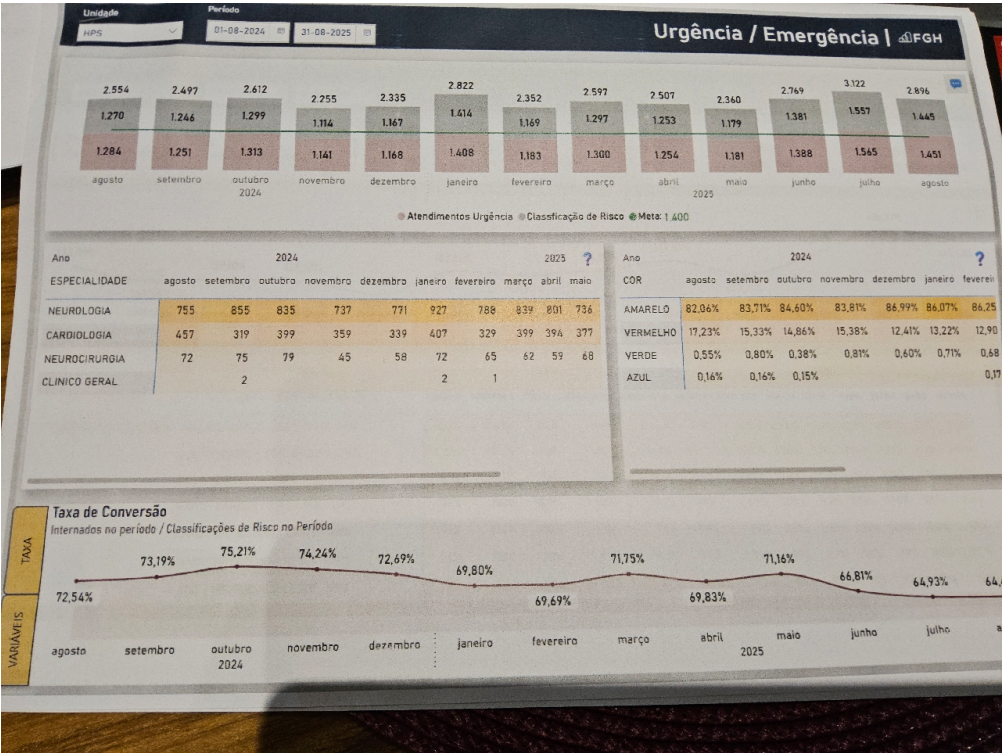 Unidade
HPS
Período
01-08-2024 31-08-2025
Urgência / Emergência | FGH
2.554 2.497 2.612 2.255 2.335 2.822 2.352 2.597 2.507 2.360 2.769 3.122 2.896
1.270 1.246 1.299 1.114 1.167 1.414 1.169 1.297 1.253 1.179 1.381 1.557 1.445
1.284 1.251 1.313 1.141 1.168 1.408 1.183 1.300 1.254 1.181 1.388 1.565 1.451
agosto setembro outubro novembro dezembro janeiro fevereiro março abril maio junho julho agosto
2024 2025
Atendimentos Urgência Classficação de Risco Meta: 1.400
Ano 2024 2025 ?
ESPECIALIDADE agosto setembro outubro novembro dezembro janeiro fevereiro março abril maio
NEUROLOGIA 755 855 835 737 771 927 788 839 801 736
CARDIOLOGIA 457 319 399 359 339 407 329 399 394 377
NEUROCIRURGIA 72 75 79 45 58 72 65 62 59 68
CLINICO GERAL 2 2 1
Ano 2024 ?
COR agosto setembro outubro novembro dezembro janeiro feverei
AMARELO 82,06% 83,71% 84,60% 83,81% 86,99% 86,07% 86,25
VERMELHO 17,23% 15,33% 14,86% 15,38% 12,41% 13,22% 12,90
VERDE 0,55% 0,80% 0,38% 0,81% 0,60% 0,71% 0,68
AZUL 0,16% 0,16% 0,15% 0,17
TAXA
VARIÁVEIS
Taxa de Conversão
Internados no período / Classificações de Risco no Período
72,54% 73,19% 75,21% 74,24% 72,69% 69,80% 69,69% 71,75% 69,83% 71,16% 66,81% 64,93% 64,
agosto setembro outubro novembro dezembro janeiro fevereiro março abril maio junho julho a
2024 2025